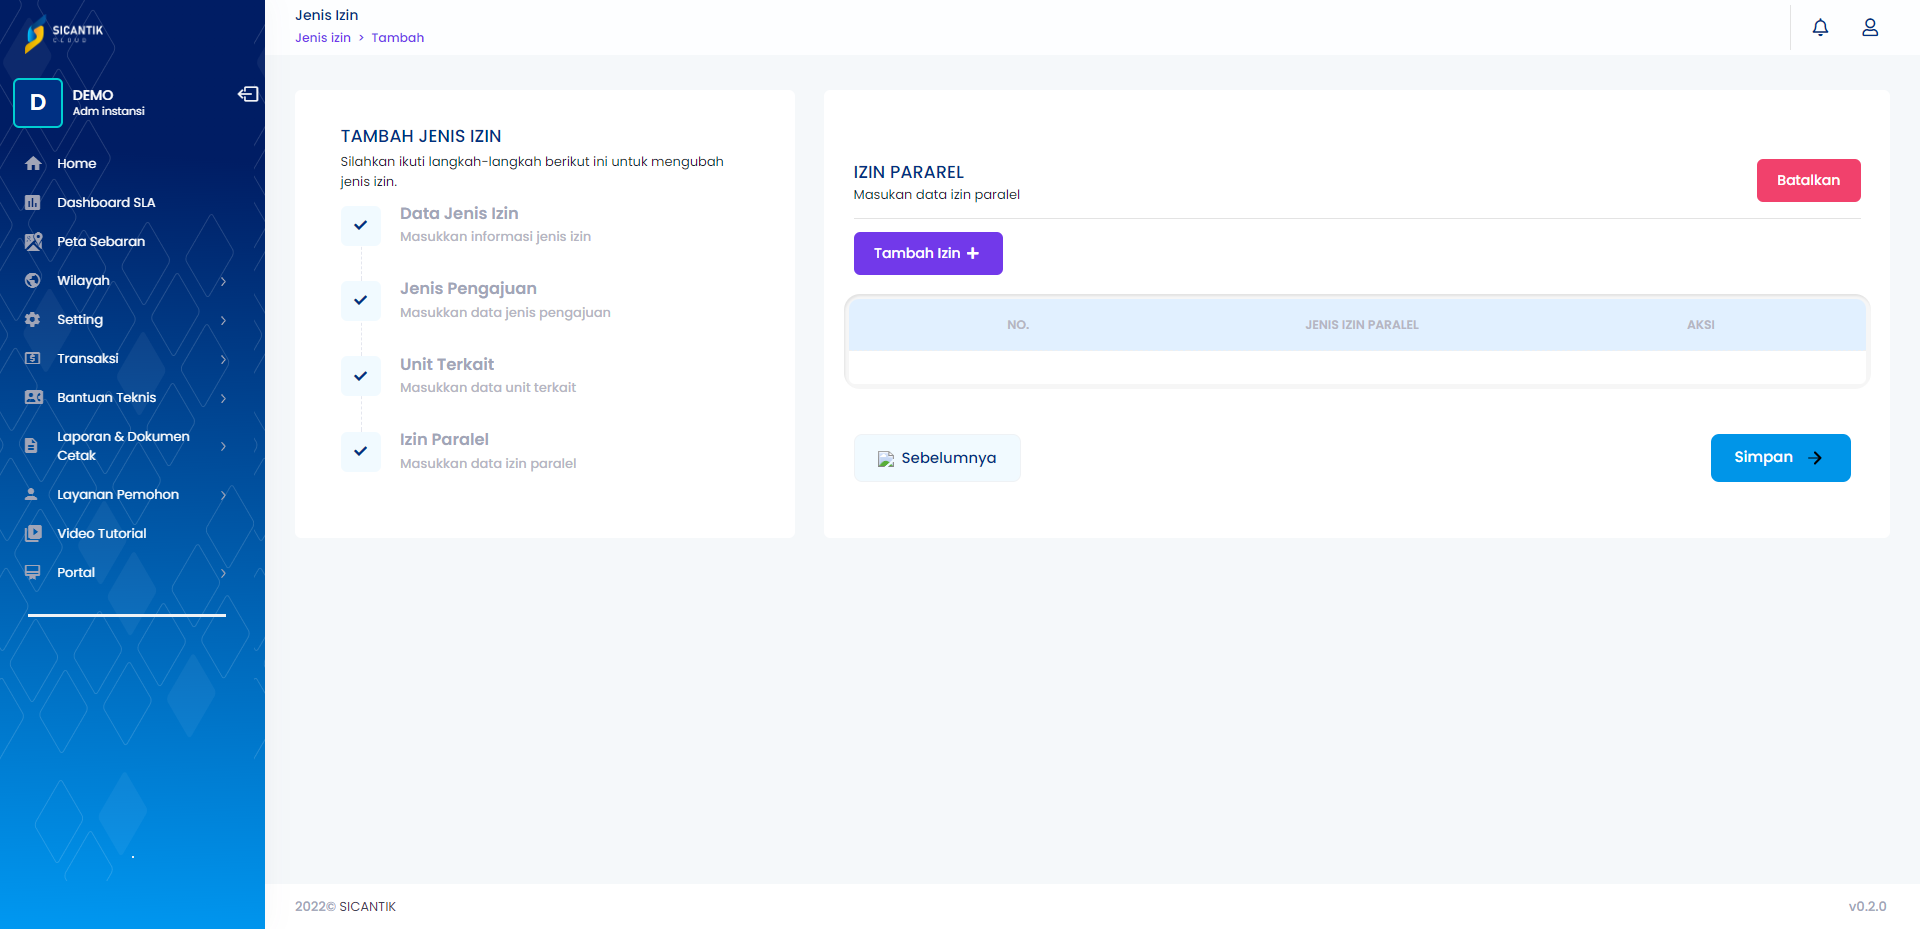 SICANTIK
CLOUD
D
DEMO
Adm instansi
Home
Dashboard SLA
Peta Sebaran
Wilayah
Setting
Transaksi
Bantuan Teknis
Laporan & Dokumen
Cetak
Layanan Pemohon
Video Tutorial
Portal
Jenis Izin
Jenis izin > Tambah
TAMBAH JENIS IZIN
Silahkan ikuti langkah-langkah berikut ini untuk mengubah
jenis izin.
Data Jenis Izin
Masukkan informasi jenis izin
Jenis Pengajuan
Masukkan data jenis pengajuan
Unit Terkait
Masukkan data unit terkait
Izin Paralel
Masukkan data izin paralel
IZIN PARAREL
Masukan data izin paralel
Batalkan
Tambah Izin +
NO. JENIS IZIN PARALEL AKSI
Sebelumnya
Simpan
2022© SICANTIK
v0.2.0